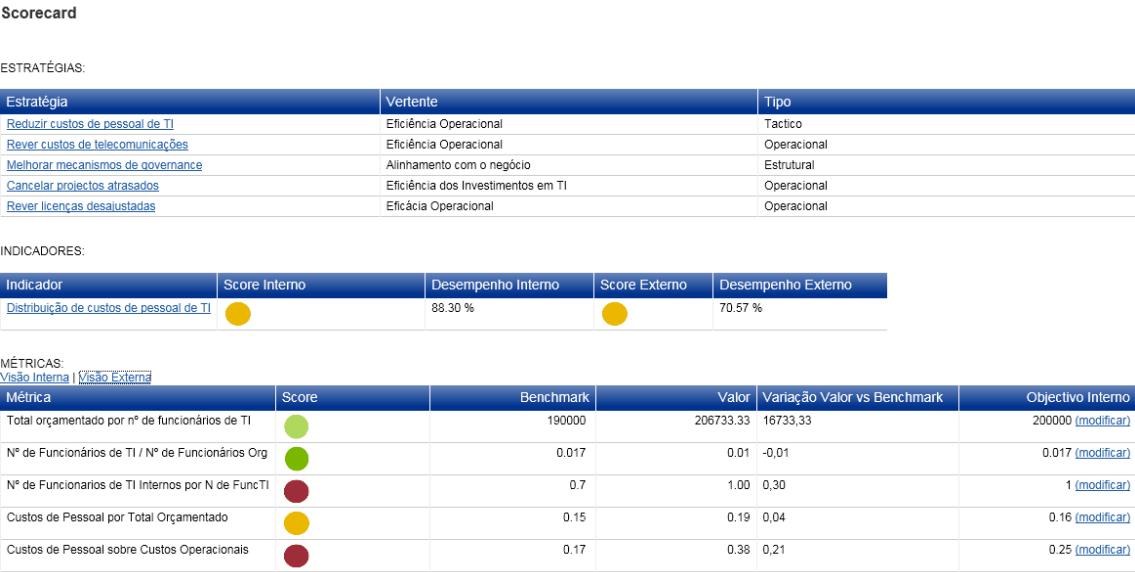 Scorecard
ESTRATÉGIAS:
Estratégia Vertente Tipo
Reduzir custos de pessoal de TI Eficiência Operacional Tactico
Rever custos de telecomunicações Eficiência Operacional Operacional
Melhorar mecanismos de governance Alinhamento com o negócio Estrutural
Cancelar projectos atrasados Eficiência dos Investimentos em TI Operacional
Rever licenças desajustadas Eficácia Operacional Operacional
INDICADORES:
Indicador Score Interno Desempenho Interno Score Externo Desempenho Externo
Distribuição de custos de pessoal de TI 88.30 % 70.57 %
MÉTRICAS:
Visão Interna | Visão Externa
Métrica Score Benchmark Valor Variação Valor vs Benchmark Objectivo Interno
Total orçamentado por nº de funcionários de TI 190000 206733.33 16733,33 200000 (modificar)
Nº de Funcionários de TI / Nº de Funcionários Org 0.017 0.01 -0,01 0.017 (modificar)
Nº de Funcionarios de TI Internos por N de FuncTI 0.7 1.00 0,30 1 (modificar)
Custos de Pessoal por Total Orçamentado 0.15 0.19 0,04 0.16 (modificar)
Custos de Pessoal sobre Custos Operacionais 0.17 0.38 0,21 0.25 (modificar)